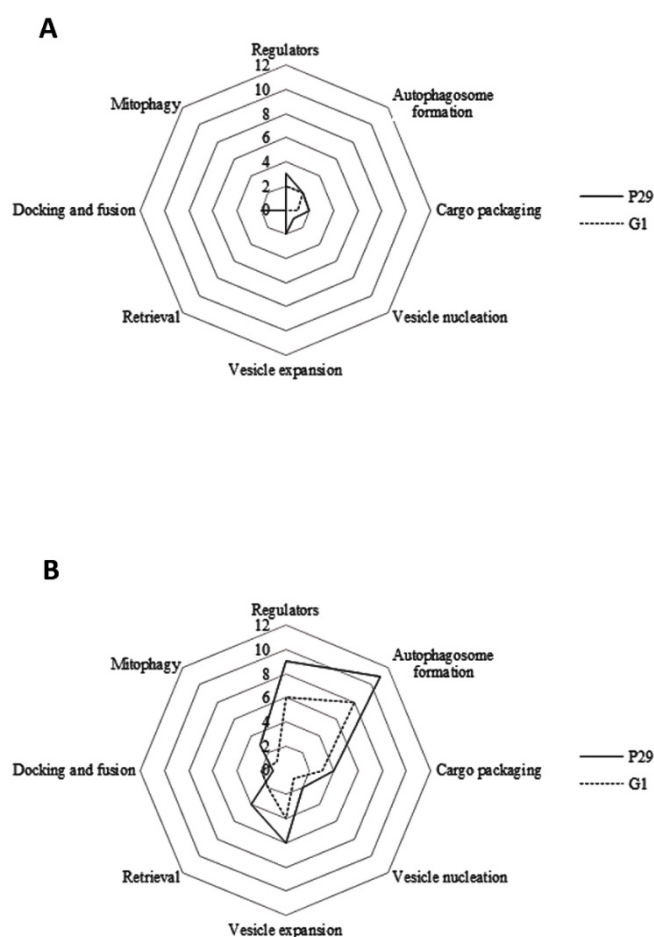 A
Regulators
12
10
8
6
4
2
0
Autophagosome
formation
Mitophagy
Docking and fusion
Cargo packaging
Retrieval
Vesicle nucleation
Vesicle expansion
P29
G1
B
Regulators
12
10
8
6
4
2
0
Autophagosome
formation
Mitophagy
Docking and fusion
Cargo packaging
Retrieval
Vesicle nucleation
Vesicle expansion
P29
G1